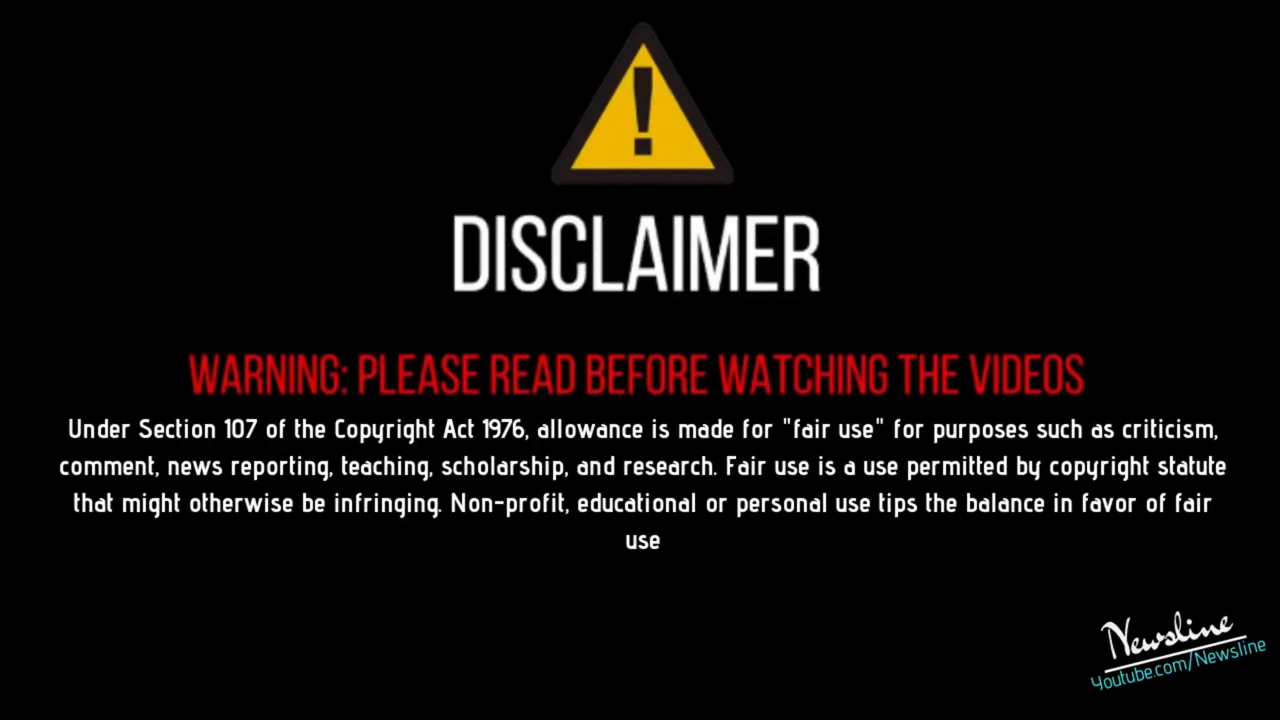 !
DISCLAIMER
WARNING: PLEASE READ BEFORE WATCHING THE VIDEOS
Under Section 107 of the Copyright Act 1976, allowance is made for "fair use" for purposes such as criticism,
comment, news reporting, teaching, scholarship, and research. Fair use is a use permitted by copyright statute
that might otherwise be infringing. Non-profit, educational or personal use tips the balance in favor of fair
use
Newsline
Youtube.com/Newsline